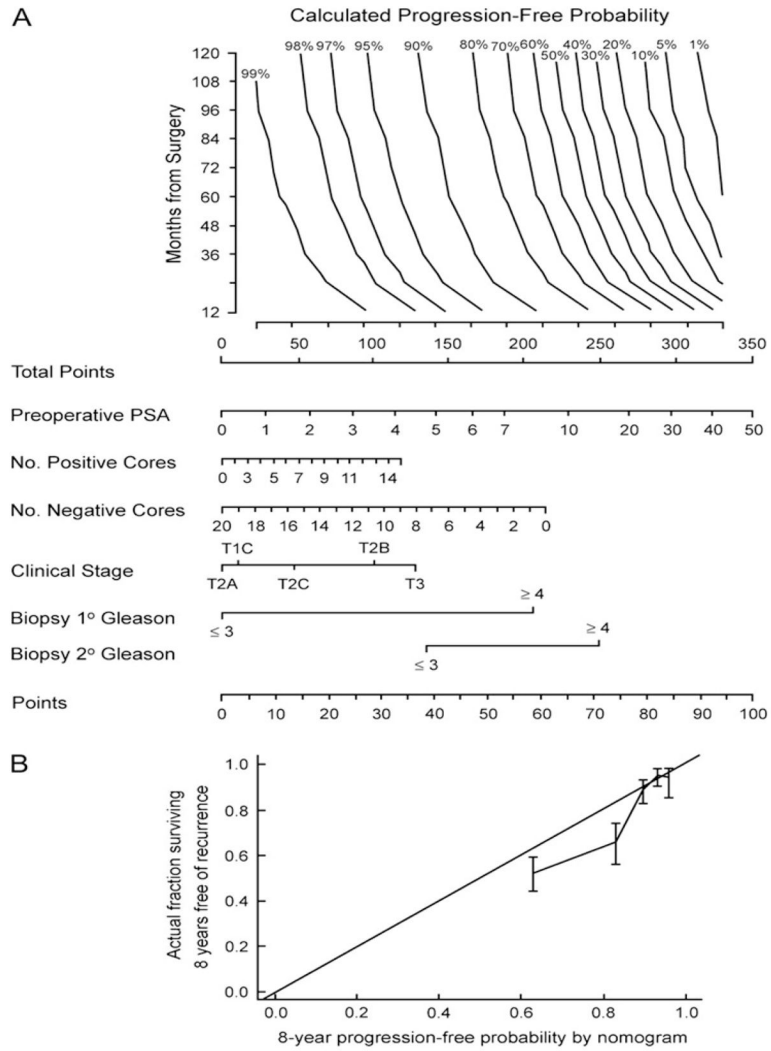 A
Calculated Progression-Free Probability
99% 98% 97% 95% 90% 80% 70% 60% 50% 40% 30% 20% 10% 5% 1%
Months from Surgery
120
108
96
84
72
60
48
36
12
0 50 100 150 200 250 300 350
Total Points
Preoperative PSA
0 1 2 3 4 5 6 7 10 20 30 40 50
No. Positive Cores
0 3 5 7 9 11 14
No. Negative Cores
20 18 16 14 12 10 8 6 4 2 0
T1C T2B
Clinical Stage
T2A T2C T3
≥ 4
Biopsy 1º Gleason
≤ 3
≥ 4
Biopsy 2º Gleason
≤ 3
Points
0 10 20 30 40 50 60 70 80 90 100
B
Actual fraction surviving
8 years free of recurrence
1.0
0.8
0.6
0.4
0.2
0.0
0.0 0.2 0.4 0.6 0.8 1.0
8-year progression-free probability by nomogram